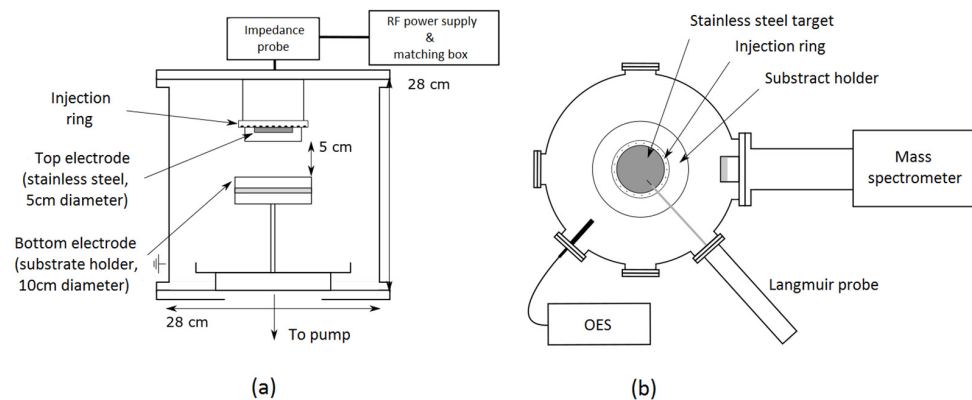 Impedance
probe
RF power supply
&
matching box
28 cm
Injection
ring
Top electrode
(stainless steel,
5cm diameter)
5 cm
Bottom electrode
(substrate holder,
10cm diameter)
28 cm
To pump
(a)
Stainless steel target
Injection ring
Substract holder
Mass
spectrometer
Langmuir probe
OES
(b)